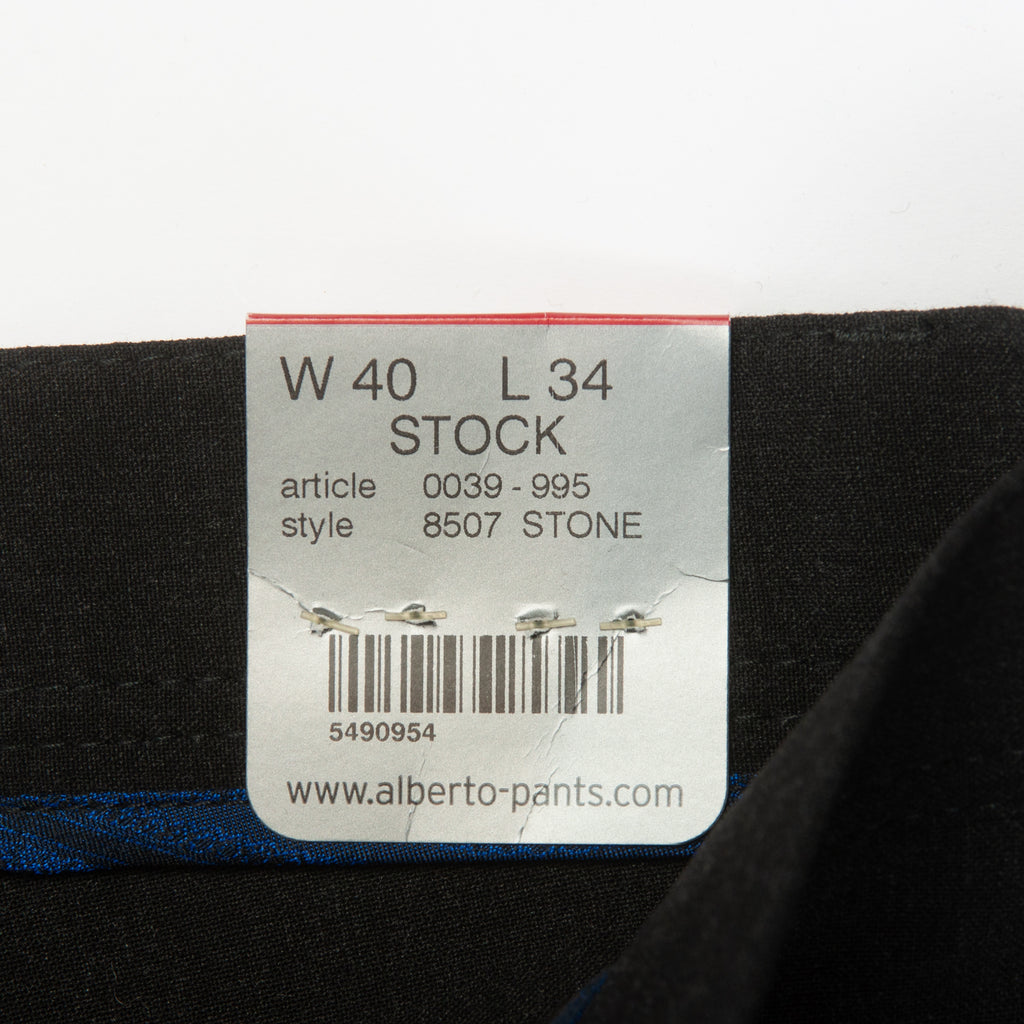 W 40 L 34
STOCK
article 0039 - 995
style 8507 STONE
5490954
www.alberto-pants.com